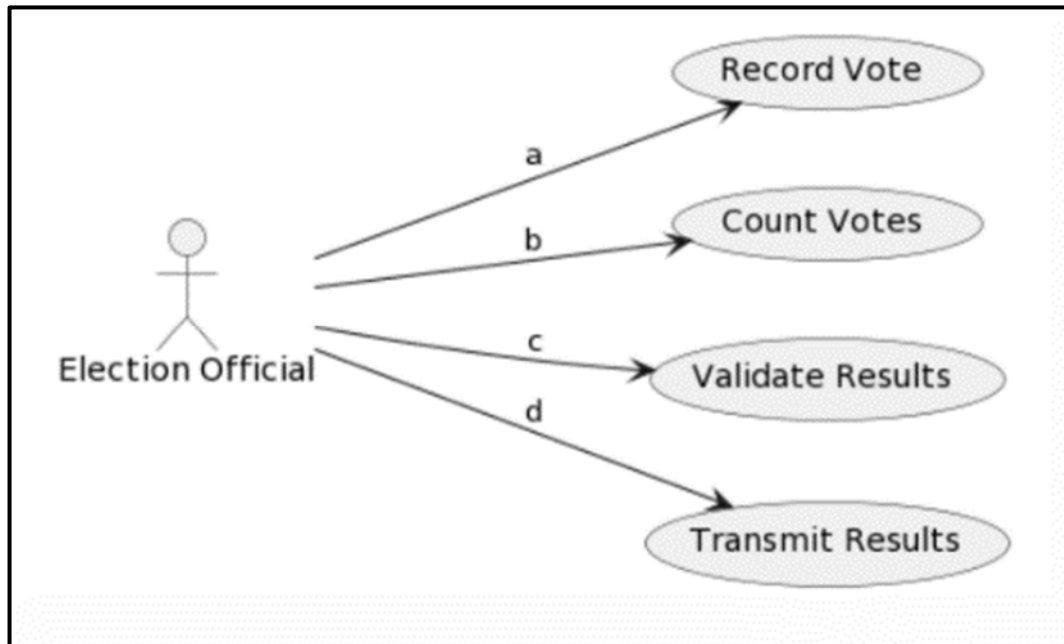 Record Vote
a
Count Votes
b
Election Official
c
Validate Results
d
Transmit Results